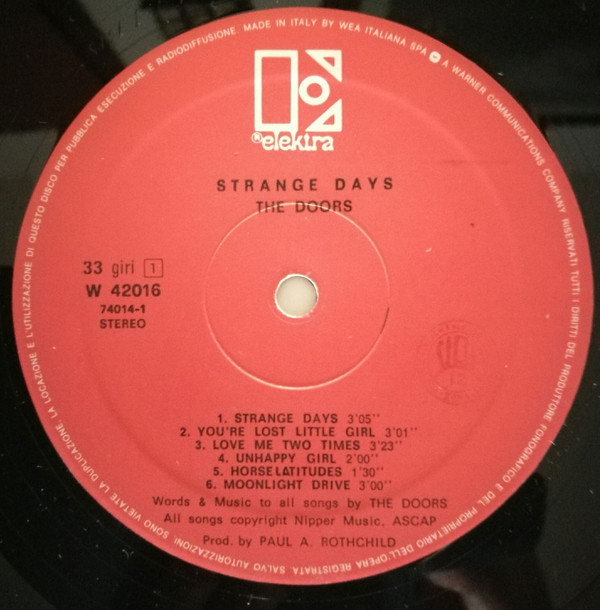 SONO VIETATE LA DUPLICAZIONE LA LOCAZIONE E L'UTILIZZAZIONE DI QUESTO DISCO PER PUBBLICA ESECUZIONE E RADIODIFFUSIONE. MADE IN ITALY BY WEA ITALIANA SPA A WARNER COMMUNICATIONS COMPANY RISERVATI TUTTI I DIRITTI DEL PRODUTTORE FONOGRAFICO E DEL PROPRIETARIO DELL'OPERA REGISTRATA. SALVO AUTORIZZAZIONI,
® elektra
STRANGE DAYS
THE DOORS
33 giri 1
W 42016
74014-1
STEREO
1. STRANGE DAYS 3'05''
2. YOU'RE LOST LITTLE GIRL 3'01''
3. LOVE ME TWO TIMES 3'23''
4. UNHAPPY GIRL 2'00''
5. HORSE LATITUDES 1'30''
6. MOONLIGHT DRIVE 3'00''
Words & Music to all songs by THE DOORS
All songs copyright Nipper Music, ASCAP
Prod. by PAUL A. ROTHCHILD